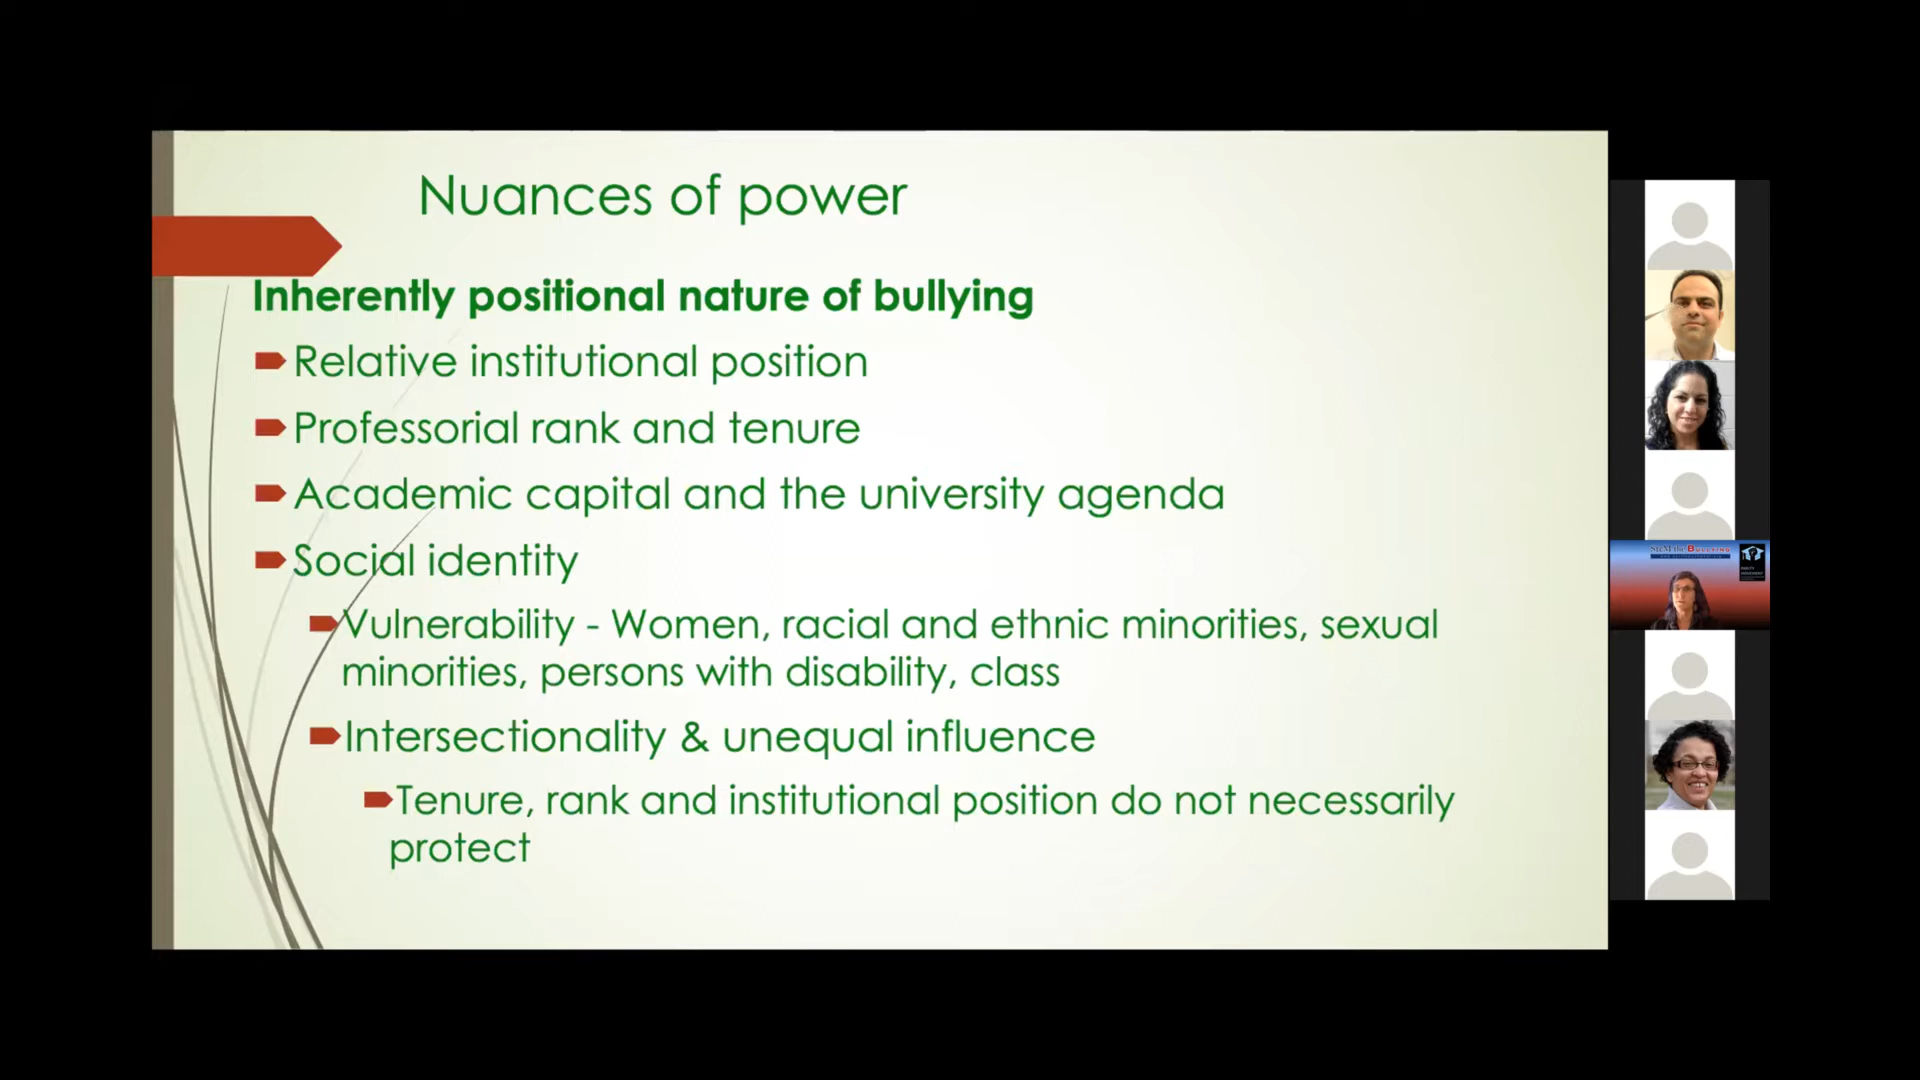 Nuances of power
Inherently positional nature of bullying
Relative institutional position
Professorial rank and tenure
Academic capital and the university agenda
Social identity
Vulnerability - Women, racial and ethnic minorities, sexual
minorities, persons with disability, class
Intersectionality & unequal influence
Tenure, rank and institutional position do not necessarily
protect
BULLYING